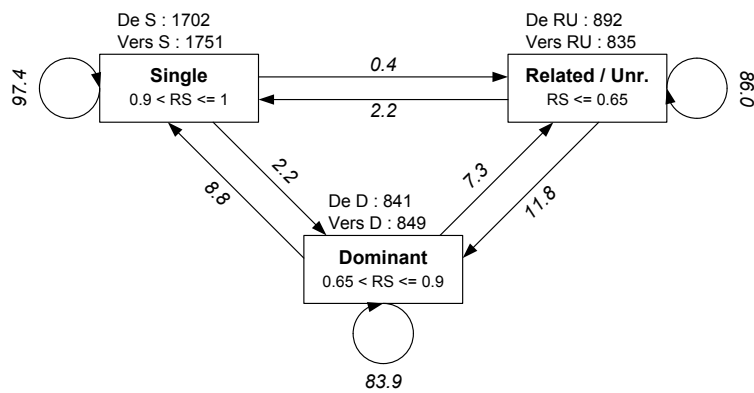 De S : 1702
Vers S : 1751
Single
0.9 < RS <= 1
97.4
0.4
2.2
De RU : 892
Vers RU : 835
Related / Unr.
RS <= 0.65
86.0
8.8
2.2
7.3
11.8
De D : 841
Vers D : 849
Dominant
0.65 < RS <= 0.9
83.9